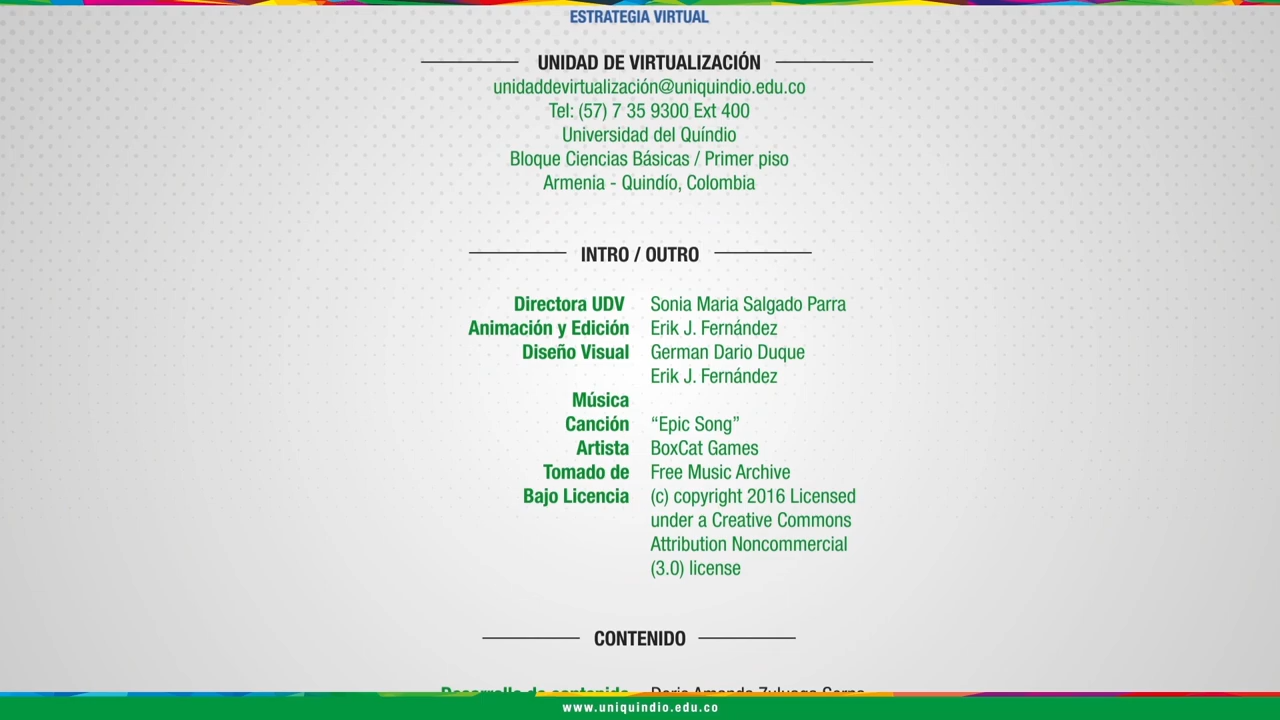 ESTRATEGIA VIRTUAL
UNIDAD DE VIRTUALIZACIÓN
unidaddevirtualización@uniquindio.edu.co
Tel: (57) 7 35 9300 Ext 400
Universidad del Quíndio
Bloque Ciencias Básicas / Primer piso
Armenia - Quindío, Colombia
INTRO / OUTRO
Directora UDV Sonia Maria Salgado Parra
Animación y Edición Erik J. Fernández
Diseño Visual German Dario Duque
Erik J. Fernández
Música
Canción “Epic Song”
Artista BoxCat Games
Tomado de Free Music Archive
Bajo Licencia (c) copyright 2016 Licensed
under a Creative Commons
Attribution Noncommercial
(3.0) license
CONTENIDO
Desarrollo de contenido
www.uniquindio.edu.co